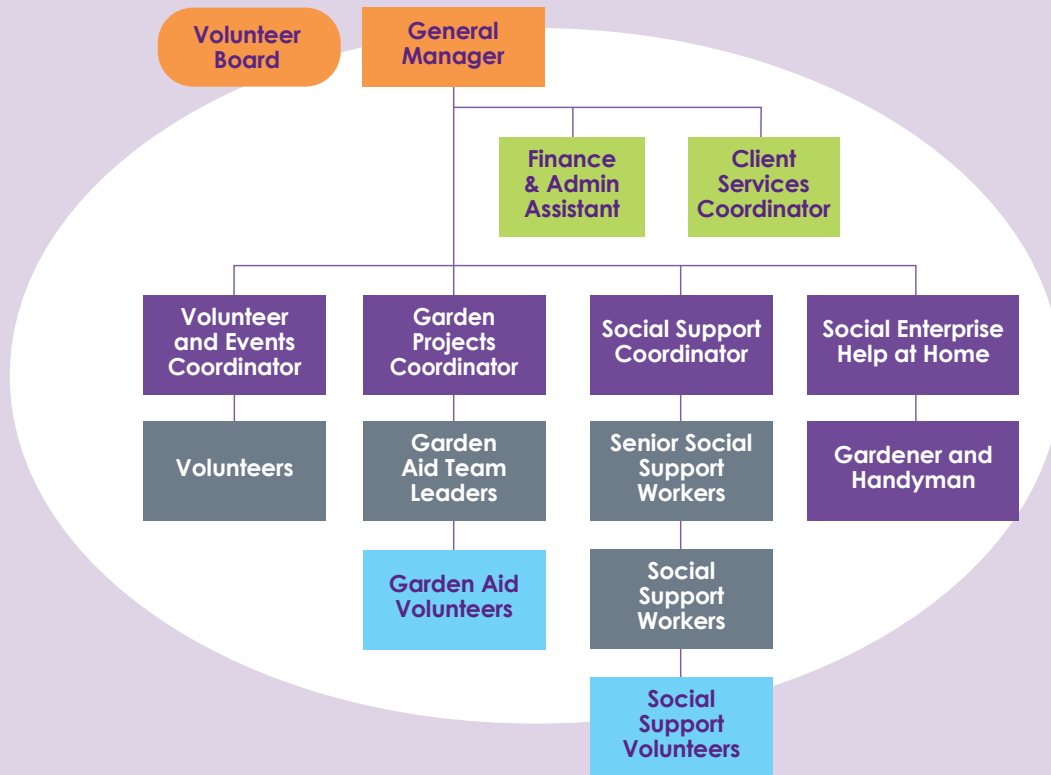 Volunteer
Board
General
Manager
Finance
& Admin
Assistant
Client
Services
Coordinator
Volunteer
and Events
Coordinator
Garden
Projects
Coordinator
Social Support
Coordinator
Social Enterprise
Help at Home
Volunteers
Garden
Aid Team
Leaders
Senior Social
Support
Workers
Gardener and
Handyman
Garden Aid
Volunteers
Social
Support
Workers
Social
Support
Volunteers